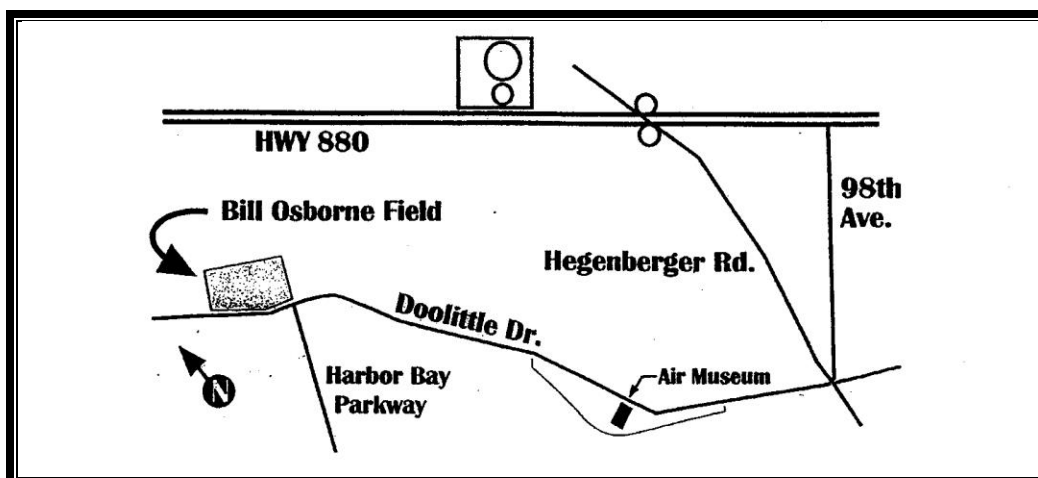 HWY 880
98th
Ave.
Bill Osborne Field
Hegenberger Rd.
Doolittle Dr.
Harbor Bay
Parkway
Air Museum
N